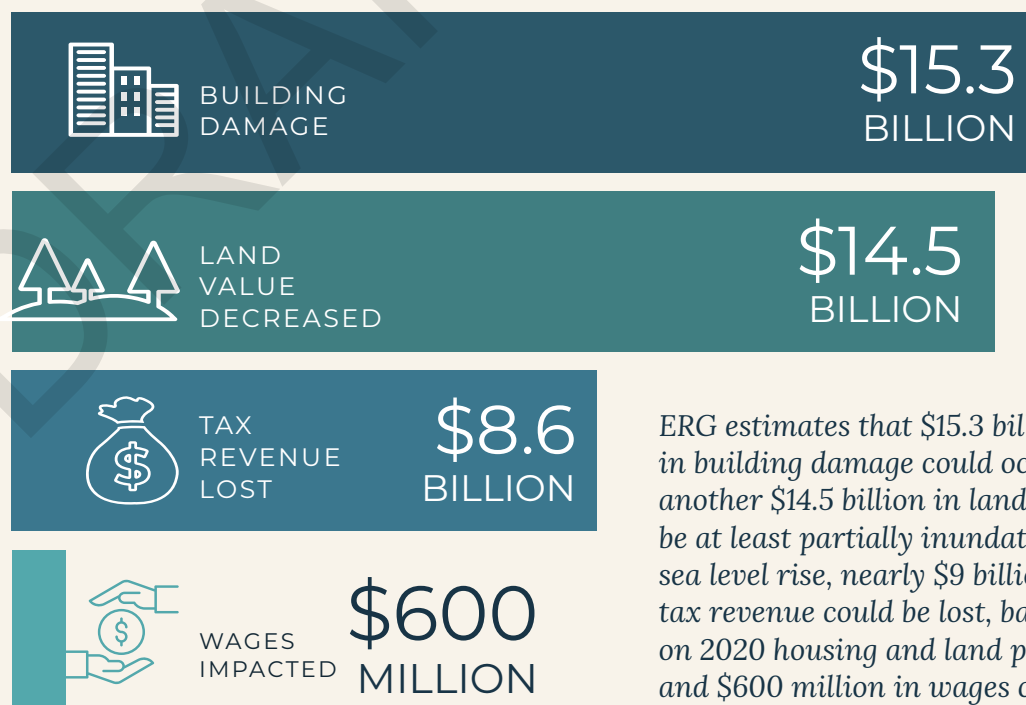 BUILDING
DAMAGE
$15.3
BILLION
LAND
VALUE
DECREASED
$14.5
BILLION
TAX
REVENUE
LOST
$8.6
BILLION
WAGES
IMPACTED
$600
MILLION
ERG estimates that $15.3
in building damage could
another $14.5 billion in land
be at least partially
sea level rise, nearly $9
tax revenue could be lost,
on 2020 housing and land
and $600 million in wages